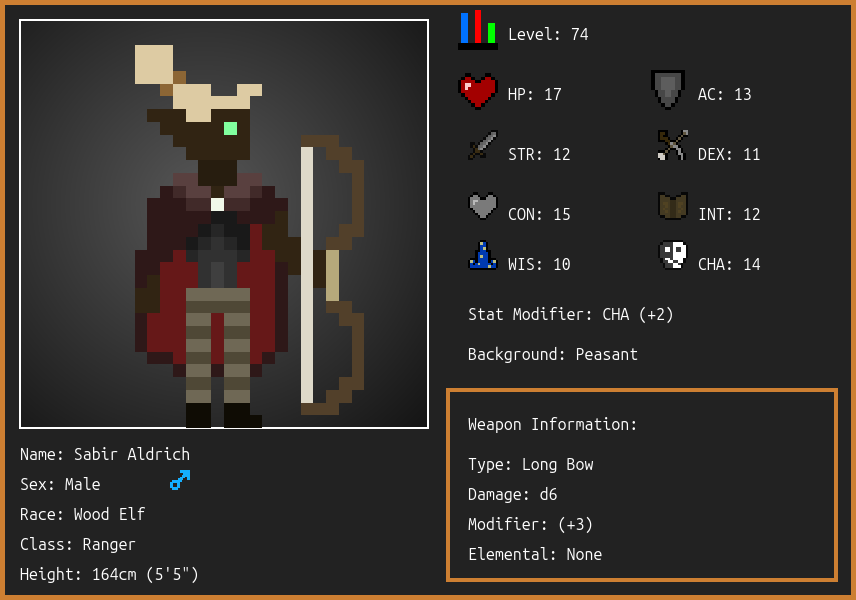 Level: 74
HP: 17
AC: 13
STR: 12
DEX: 11
CON: 15
INT: 12
WIS: 10
CHA: 14
Stat Modifier: CHA (+2)
Background: Peasant
Weapon Information:
Type: Long Bow
Damage: d6
Modifier: (+3)
Elemental: None
Name: Sabir Aldrich
Sex: Male
Race: Wood Elf
Class: Ranger
Height: 164cm (5'5")